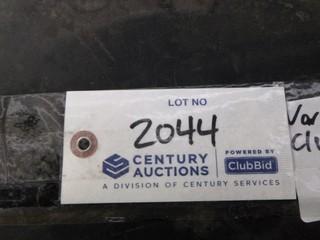 LOT NO
2044
CENTURY AUCTIONS
POWERED BY
ClubBid
A DIVISION OF CENTURY SERVICES